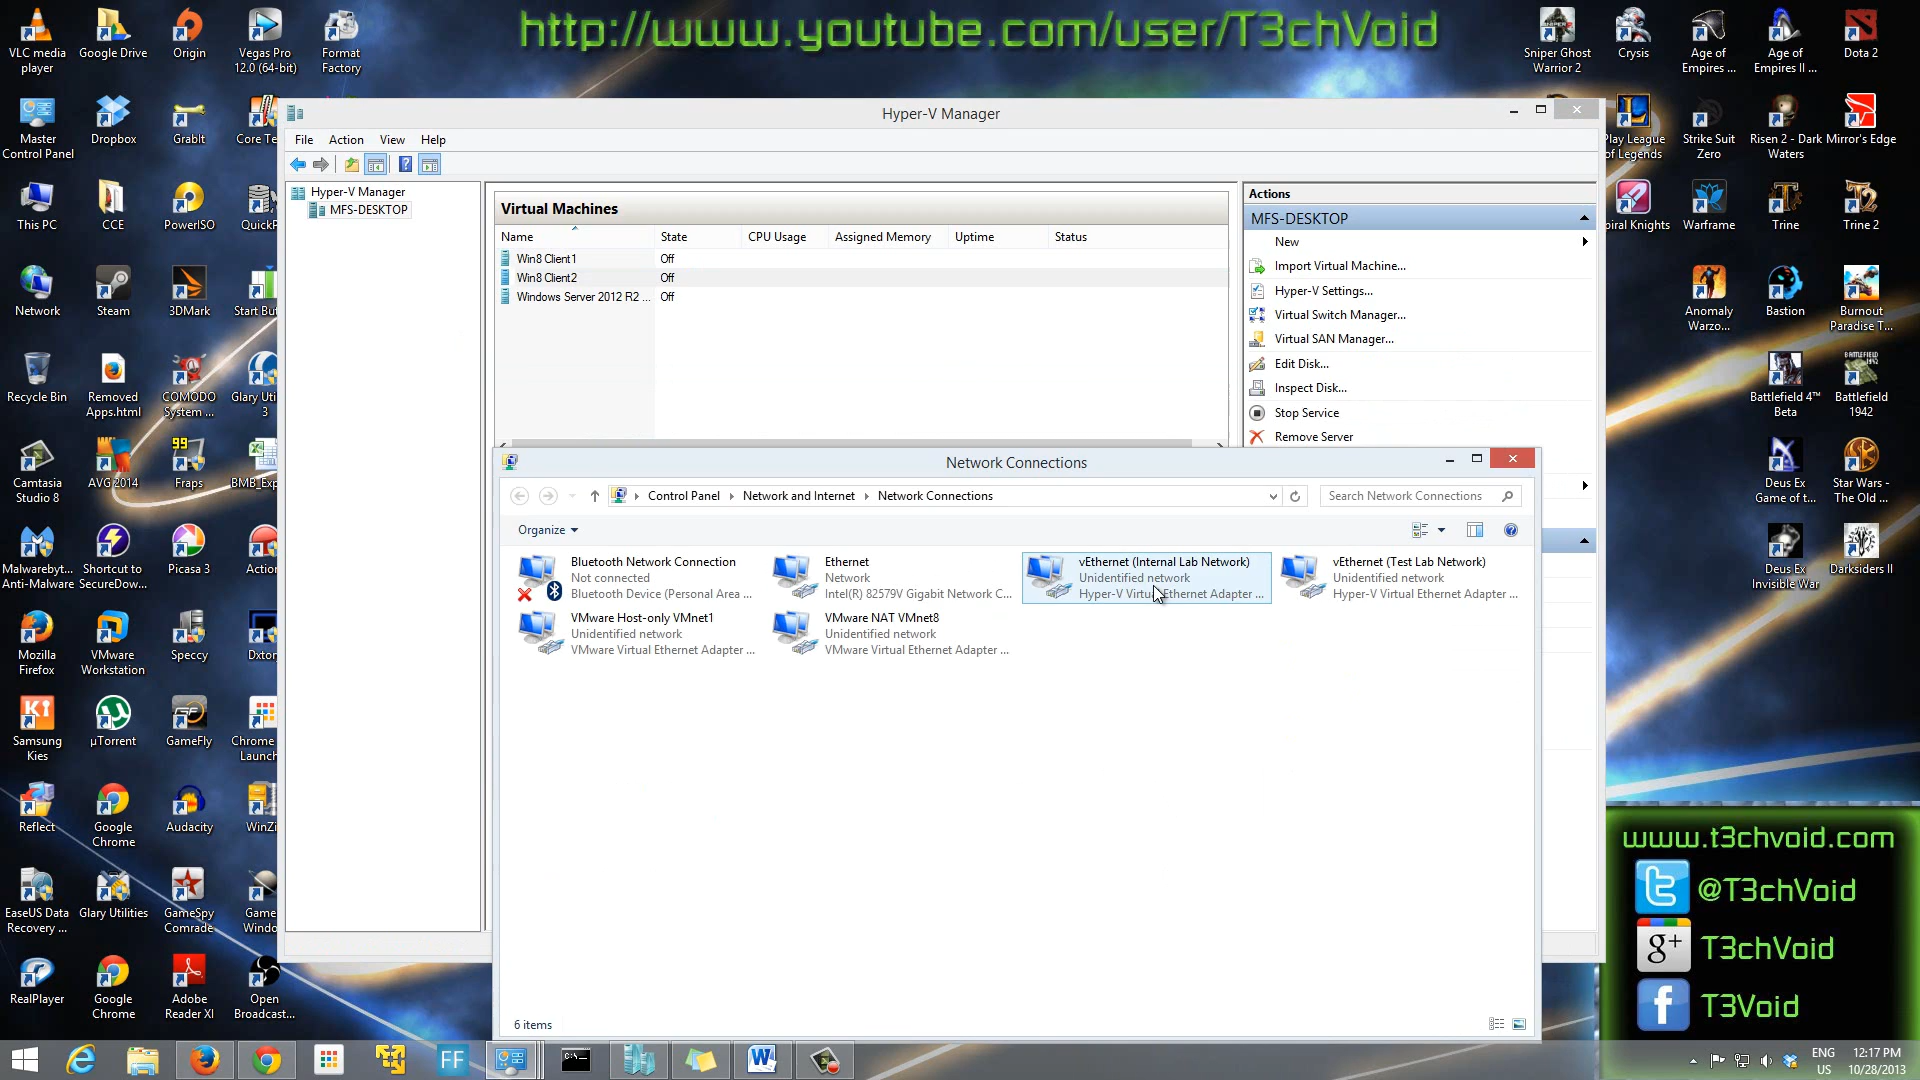 http://www.youtube.com/user/T3chVoid
VLC media
player
Google Drive
Origin
Vegas Pro
12.0 (64-bit)
Format
Factory
Sniper Ghost
Warrior 2
Crysis
Age of
Empires ...
Age of
Empires II ...
Dota 2
Master
Control Panel
Dropbox
GrabIt
Core Te
Play League
of Legends
Strike Suit
Zero
Risen 2 - Dark
Waters
Mirror's Edge
This PC
CCE
PowerISO
QuickP
piral Knights
Warframe
Trine
Trine 2
Network
Steam
3DMark
Start But
Anomaly
Warzo...
Bastion
Burnout
Paradise T...
Recycle Bin
Removed
Apps.html
COMODO
System ...
Glary Uti
3
Battlefield 4™
Beta
BATTLEFIELD
1942
Battlefield
1942
Camtasia
Studio 8
AVG 2014
99
Fraps
BMB_Exp
Deus Ex
Game of t...
Star Wars -
The Old ...
Malwarebyt...
Anti-Malware
Shortcut to
SecureDow...
Picasa 3
Action
Deus Ex
Invisible War
Darksiders II
Mozilla
Firefox
VMware
Workstation
Speccy
Dxtor
Samsung
Kies
µTorrent
GameFly
Chrome
Launch
Reflect
Google
Chrome
Audacity
WinZi
EaseUS Data
Recovery ...
Glary Utilities
GameSpy
Comrade
Game
Windo
RealPlayer
Google
Chrome
Adobe
Reader XI
Open
Broadcast...
Hyper-V Manager
File Action View Help
Hyper-V Manager
MFS-DESKTOP
Virtual Machines
Name State CPU Usage Assigned Memory Uptime Status
Win8 Client1 Off
Win8 Client2 Off
Windows Server 2012 R2 ... Off
Actions
MFS-DESKTOP
New
Import Virtual Machine...
Hyper-V Settings...
Virtual Switch Manager...
Virtual SAN Manager...
Edit Disk...
Inspect Disk...
Stop Service
Remove Server
Network Connections
Control Panel Network and Internet Network Connections
Search Network Connections
Organize
Bluetooth Network Connection
Not connected
Bluetooth Device (Personal Area ...
Ethernet
Network
Intel(R) 82579V Gigabit Network C...
vEthernet (Internal Lab Network)
Unidentified network
Hyper-V Virtual Ethernet Adapter ...
vEthernet (Test Lab Network)
Unidentified network
Hyper-V Virtual Ethernet Adapter ...
VMware Host-only VMnet1
Unidentified network
VMware Virtual Ethernet Adapter ...
VMware NAT VMnet8
Unidentified network
VMware Virtual Ethernet Adapter ...
6 items
www.t3chvoid.com
@T3chVoid
g+ T3chVoid
T3Void
FF
ENG
US
12:17 PM
10/28/2013